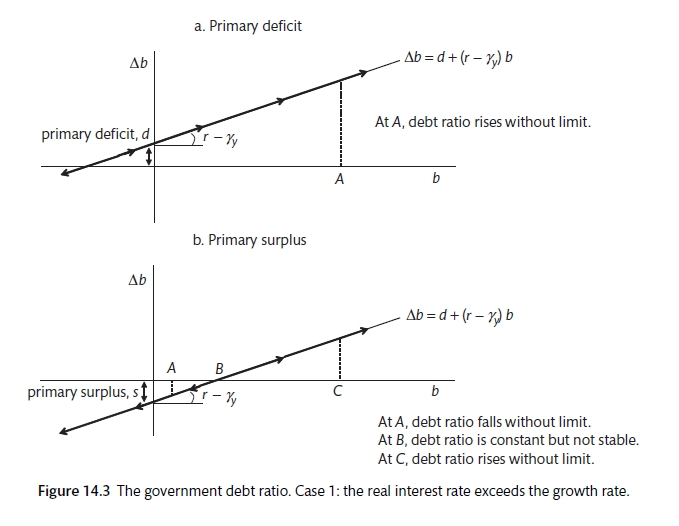 a. Primary deficit
Δb
Δb = d + (r – γy) b
primary deficit, d
r – γy
At A, debt ratio rises without limit.
A
b
b. Primary surplus
Δb
Δb = d + (r – γy) b
A
B
primary surplus, s
r – γy
C
b
At A, debt ratio falls without limit.
At B, debt ratio is constant but not stable.
At C, debt ratio rises without limit.
Figure 14.3 The government debt ratio. Case 1: the real interest rate exceeds the growth rate.